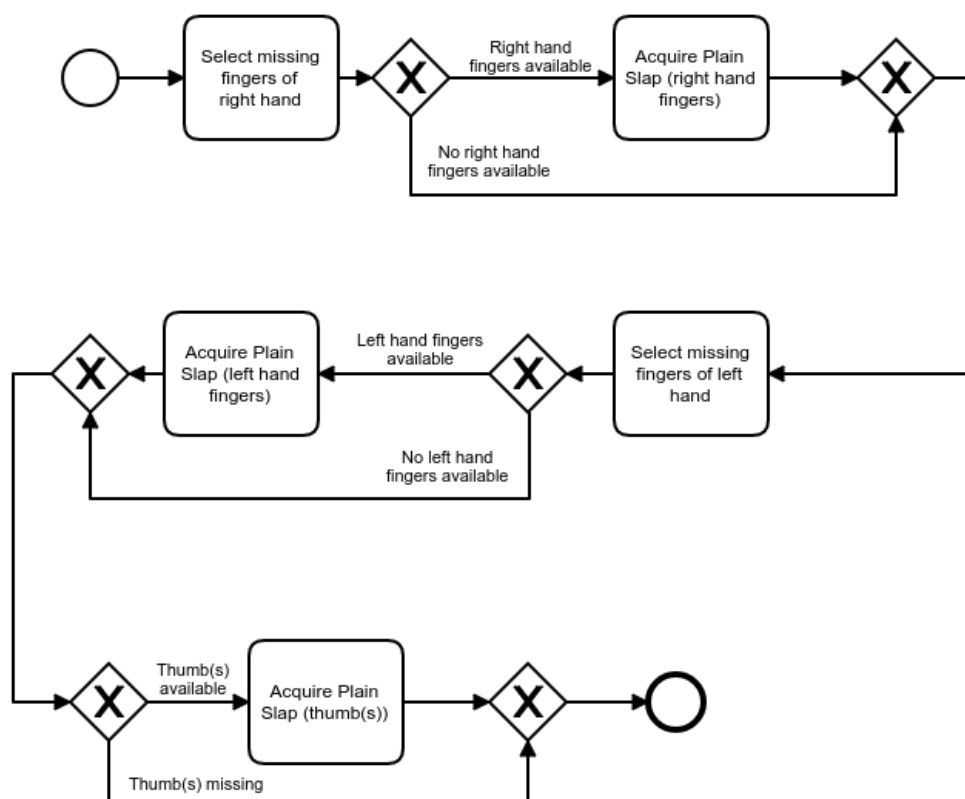 Select missing
fingers of
right hand
Right hand
fingers available
Acquire Plain
Slap (right hand
fingers)
No right hand
fingers available
Acquire Plain
Slap (left hand
fingers)
Left hand fingers
available
Select missing
fingers of left
hand
No left hand
fingers available
Thumb(s)
available
Acquire Plain
Slap (thumb(s))
Thumb(s) missing